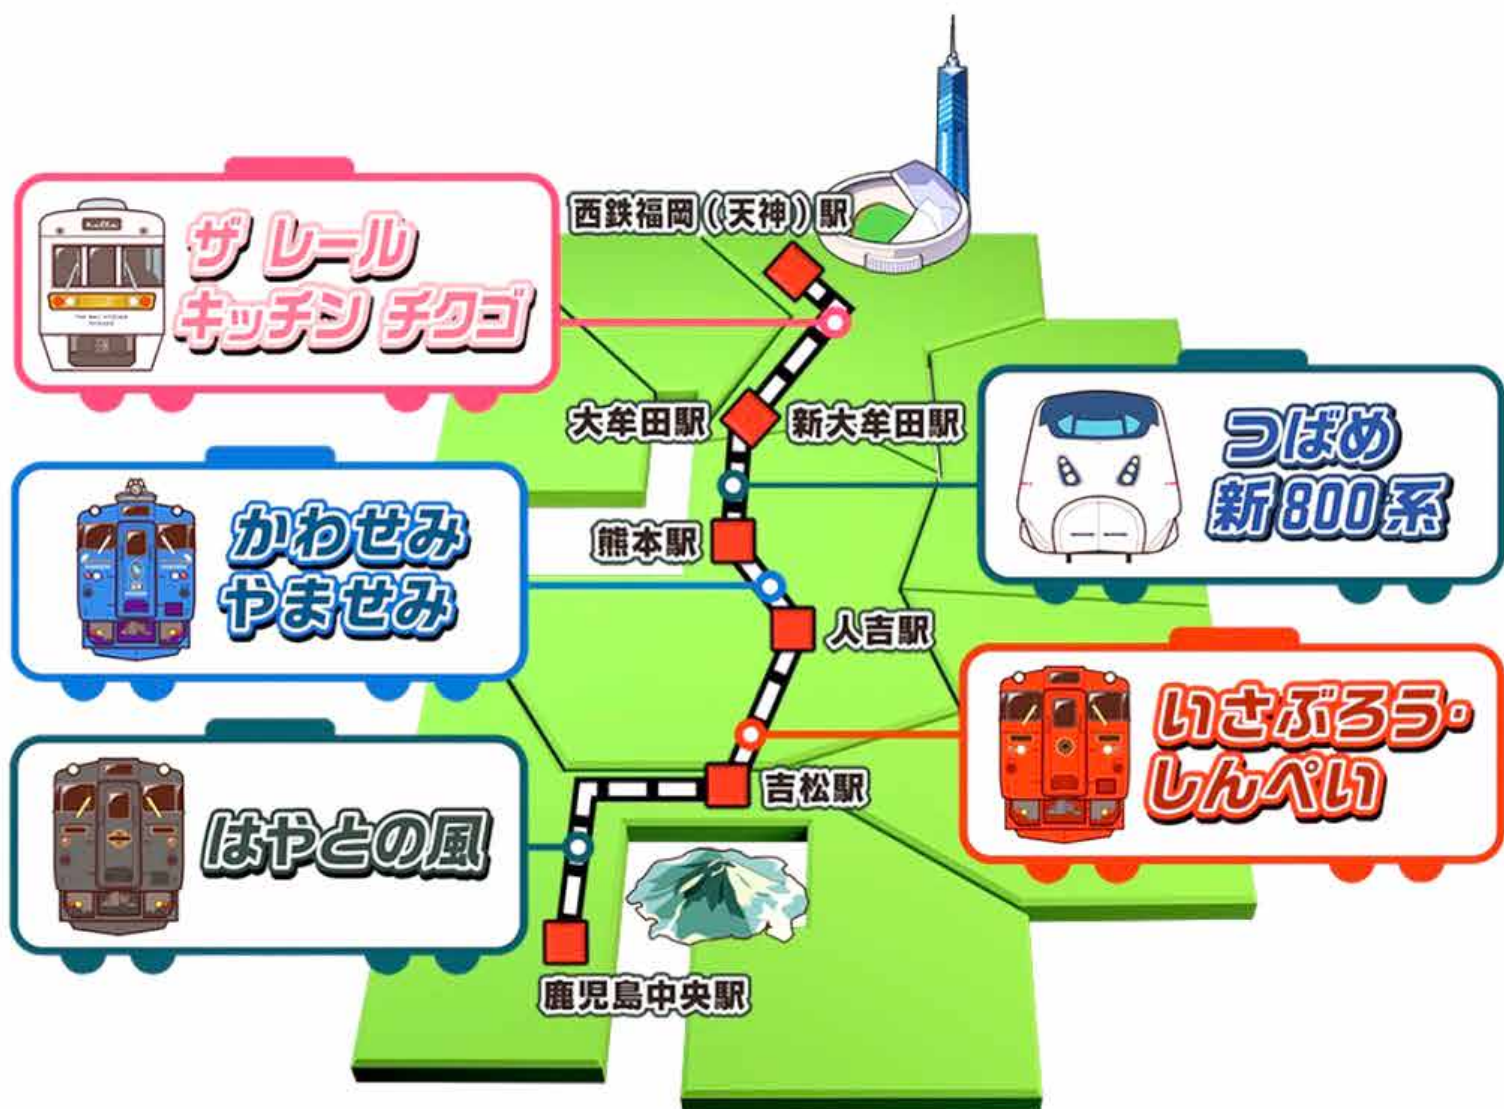 西鉄福岡(天神)駅
ザ レール
キッチン チクゴ
大牟田駅
新大牟田駅
つばめ
新800系
かわせみ
やませみ
熊本駅
人吉駅
いさぶろう・
しんぺい
吉松駅
はやとの風
鹿児島中央駅